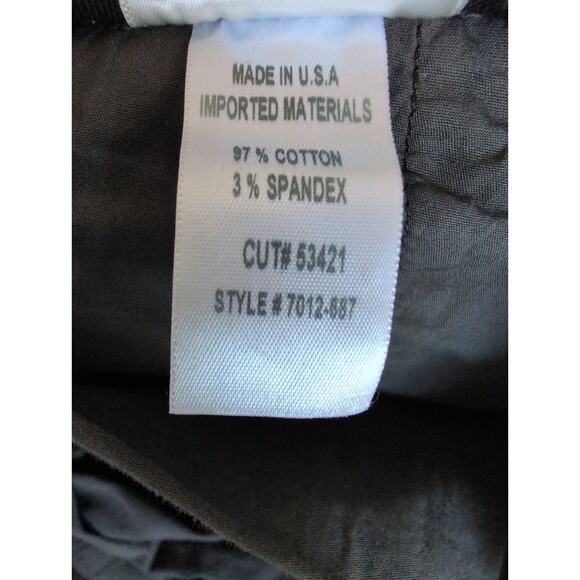 MADE IN U.S.A
IMPORTED MATERIALS
97 % COTTON
3 % SPANDEX
CUT# 53421
STYLE # 7012-687